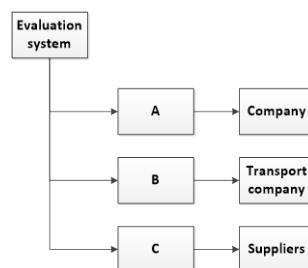 Evaluation
system
A
Company
B
Transport
company
C
Suppliers